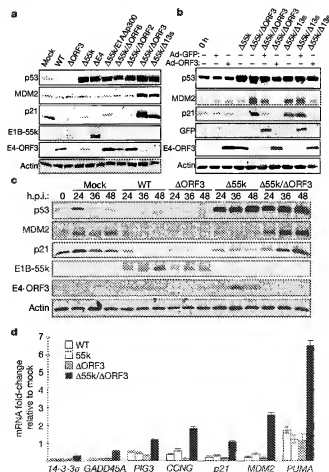 a
Mock
WT
ΔORF3
Δ55k
ΔE4
Δ55k/E1AΔp300
Δ55k/ΔORF6
Δ55k/ΔORF2
Δ55k/ΔORF3
Δ55k/Δ13s
p53
MDM2
p21
E1B-55k
E4-ORF3
Actin
b
0 h
Δ55k
Δ55k/ΔORF3
Δ55k/ΔORF3
Δ55k/ΔORF3
Δ55k/Δ13s
Δ55k/Δ13s
Δ55k/Δ13s
Ad-GFP:
Ad-ORF3:
p53
MDM2
p21
GFP
E4-ORF3
Actin
c
Mock WT ΔORF3 Δ55k Δ55k/ΔORF3
h.p.i.: 0 24 36 48 24 36 48 24 36 48 24 36 48 24 36 48
p53
MDM2
p21
E1B-55k
E4-ORF3
Actin
d
mRNA fold-change relative to mock
7
6
5
4
3
2
1
WT
55k
ΔORF3
Δ55k/ΔORF3
14-3-3σ GADD45A PIG3 CCNG p21 MDM2 PUMA